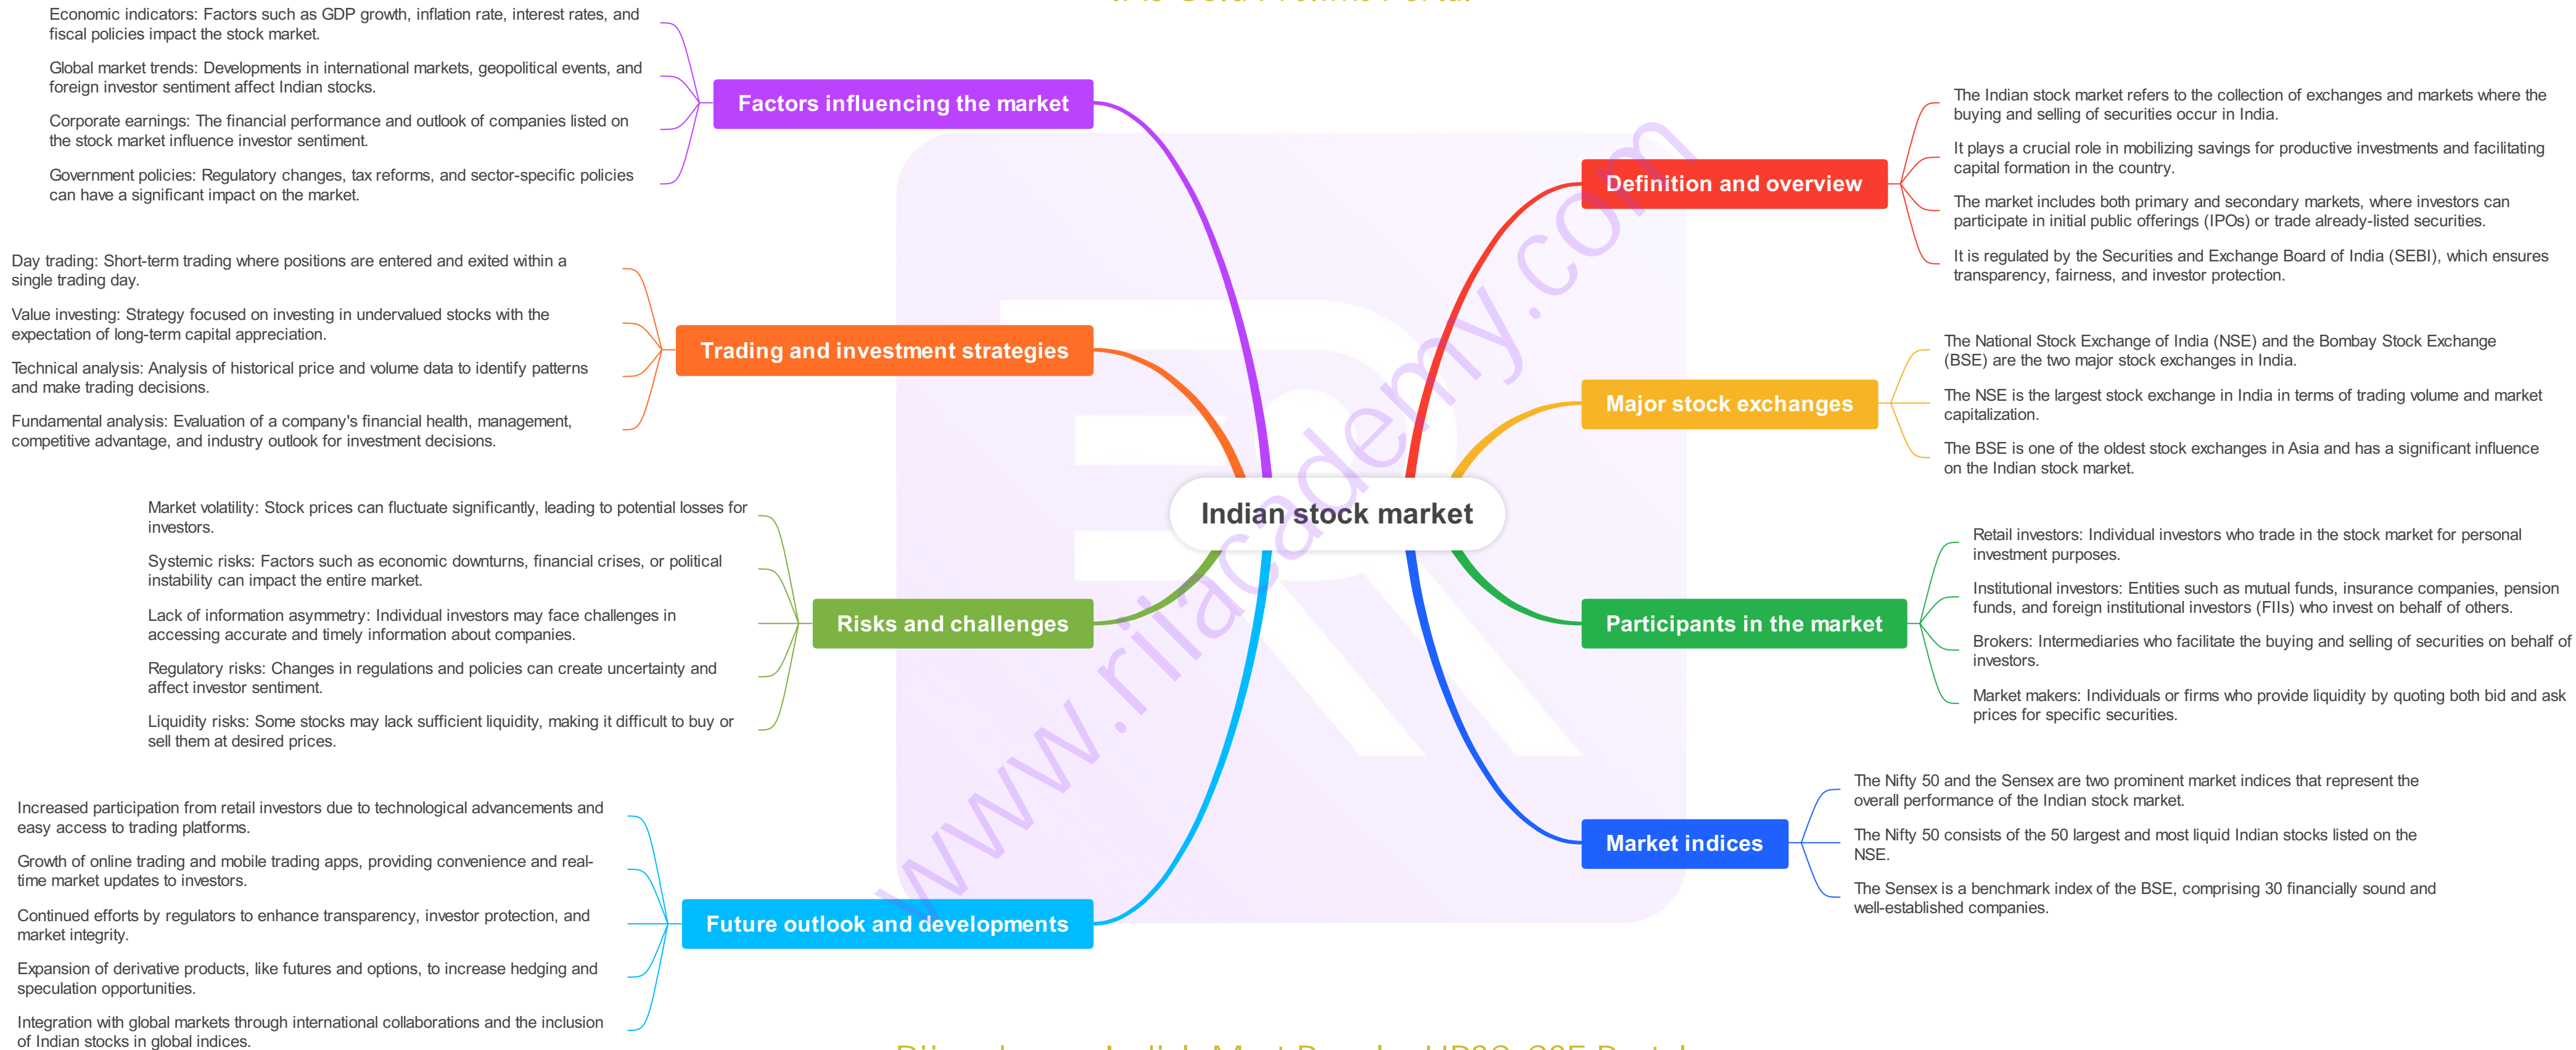 Economic indicators: Factors such as GDP growth, inflation rate, interest rates, and
fiscal policies impact the stock market.
Global market trends: Developments in international markets, geopolitical events, and
foreign investor sentiment affect Indian stocks.
Corporate earnings: The financial performance and outlook of companies listed on
the stock market influence investor sentiment.
Government policies: Regulatory changes, tax reforms, and sector-specific policies
can have a significant impact on the market.
Factors influencing the market
Day trading: Short-term trading where positions are entered and exited within a
single trading day.
Value investing: Strategy focused on investing in undervalued stocks with the
expectation of long-term capital appreciation.
Technical analysis: Analysis of historical price and volume data to identify patterns
and make trading decisions.
Fundamental analysis: Evaluation of a company's financial health, management,
competitive advantage, and industry outlook for investment decisions.
Trading and investment strategies
Market volatility: Stock prices can fluctuate significantly, leading to potential losses for
investors.
Systemic risks: Factors such as economic downturns, financial crises, or political
instability can impact the entire market.
Lack of information asymmetry: Individual investors may face challenges in
accessing accurate and timely information about companies.
Regulatory risks: Changes in regulations and policies can create uncertainty and
affect investor sentiment.
Liquidity risks: Some stocks may lack sufficient liquidity, making it difficult to buy or
sell them at desired prices.
Risks and challenges
Increased participation from retail investors due to technological advancements and
easy access to trading platforms.
Growth of online trading and mobile trading apps, providing convenience and real-
time market updates to investors.
Continued efforts by regulators to enhance transparency, investor protection, and
market integrity.
Expansion of derivative products, like futures and options, to increase hedging and
speculation opportunities.
Integration with global markets through international collaborations and the inclusion
of Indian stocks in global indices.
Future outlook and developments
Indian stock market
www.rijacademy.com
Definition and overview
The Indian stock market refers to the collection of exchanges and markets where the
buying and selling of securities occur in India.
It plays a crucial role in mobilizing savings for productive investments and facilitating
capital formation in the country.
The market includes both primary and secondary markets, where investors can
participate in initial public offerings (IPOs) or trade already-listed securities.
It is regulated by the Securities and Exchange Board of India (SEBI), which ensures
transparency, fairness, and investor protection.
Major stock exchanges
The National Stock Exchange of India (NSE) and the Bombay Stock Exchange
(BSE) are the two major stock exchanges in India.
The NSE is the largest stock exchange in India in terms of trading volume and market
capitalization.
The BSE is one of the oldest stock exchanges in Asia and has a significant influence
on the Indian stock market.
Participants in the market
Retail investors: Individual investors who trade in the stock market for personal
investment purposes.
Institutional investors: Entities such as mutual funds, insurance companies, pension
funds, and foreign institutional investors (FIIs) who invest on behalf of others.
Brokers: Intermediaries who facilitate the buying and selling of securities on behalf of
investors.
Market makers: Individuals or firms who provide liquidity by quoting both bid and ask
prices for specific securities.
Market indices
The Nifty 50 and the Sensex are two prominent market indices that represent the
overall performance of the Indian stock market.
The Nifty 50 consists of the 50 largest and most liquid Indian stocks listed on the
NSE.
The Sensex is a benchmark index of the BSE, comprising 30 financially sound and
well-established companies.